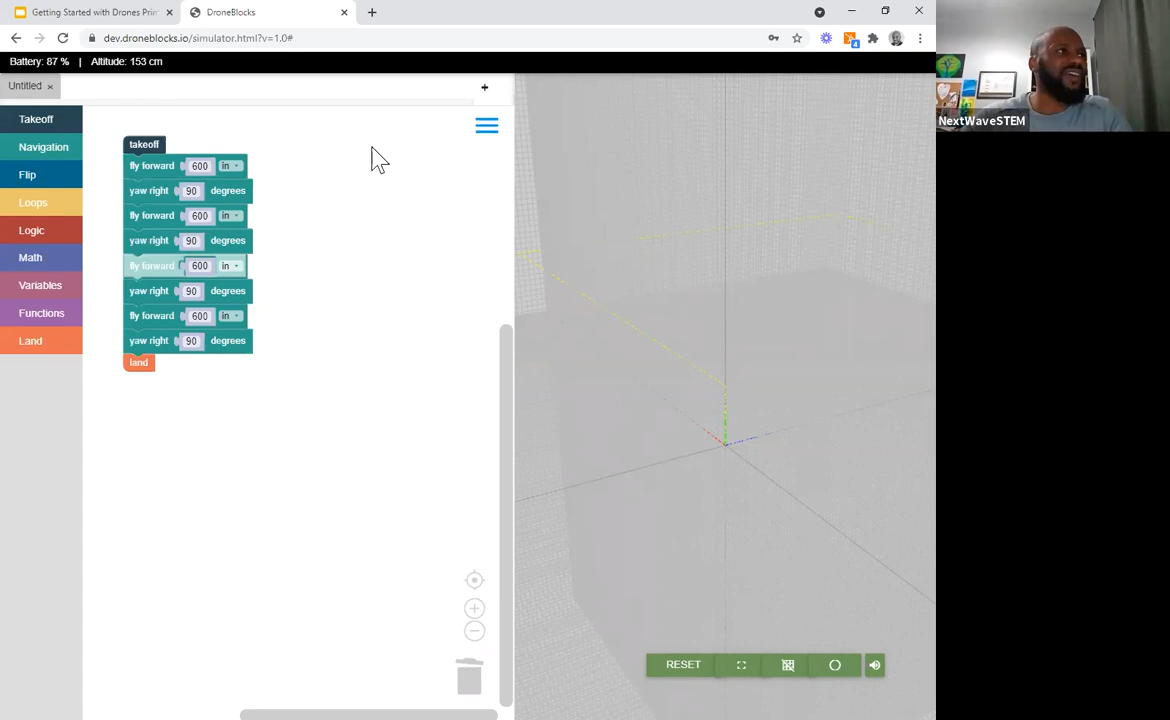 Getting Started with Drones Prim
DroneBlocks
dev.droneblocks.io/simulator.html?v=1.0#
4
Battery: 87 % | Altitude: 153 cm
Untitled
NextWaveSTEM
Takeoff
Navigation
Flip
Loops
Logic
Math
Variables
Functions
Land
takeoff
fly forward 600 in
yaw right 90 degrees
fly forward 600 in
yaw right 90 degrees
fly forward 600 in
yaw right 90 degrees
fly forward 600 in
yaw right 90 degrees
land
RESET